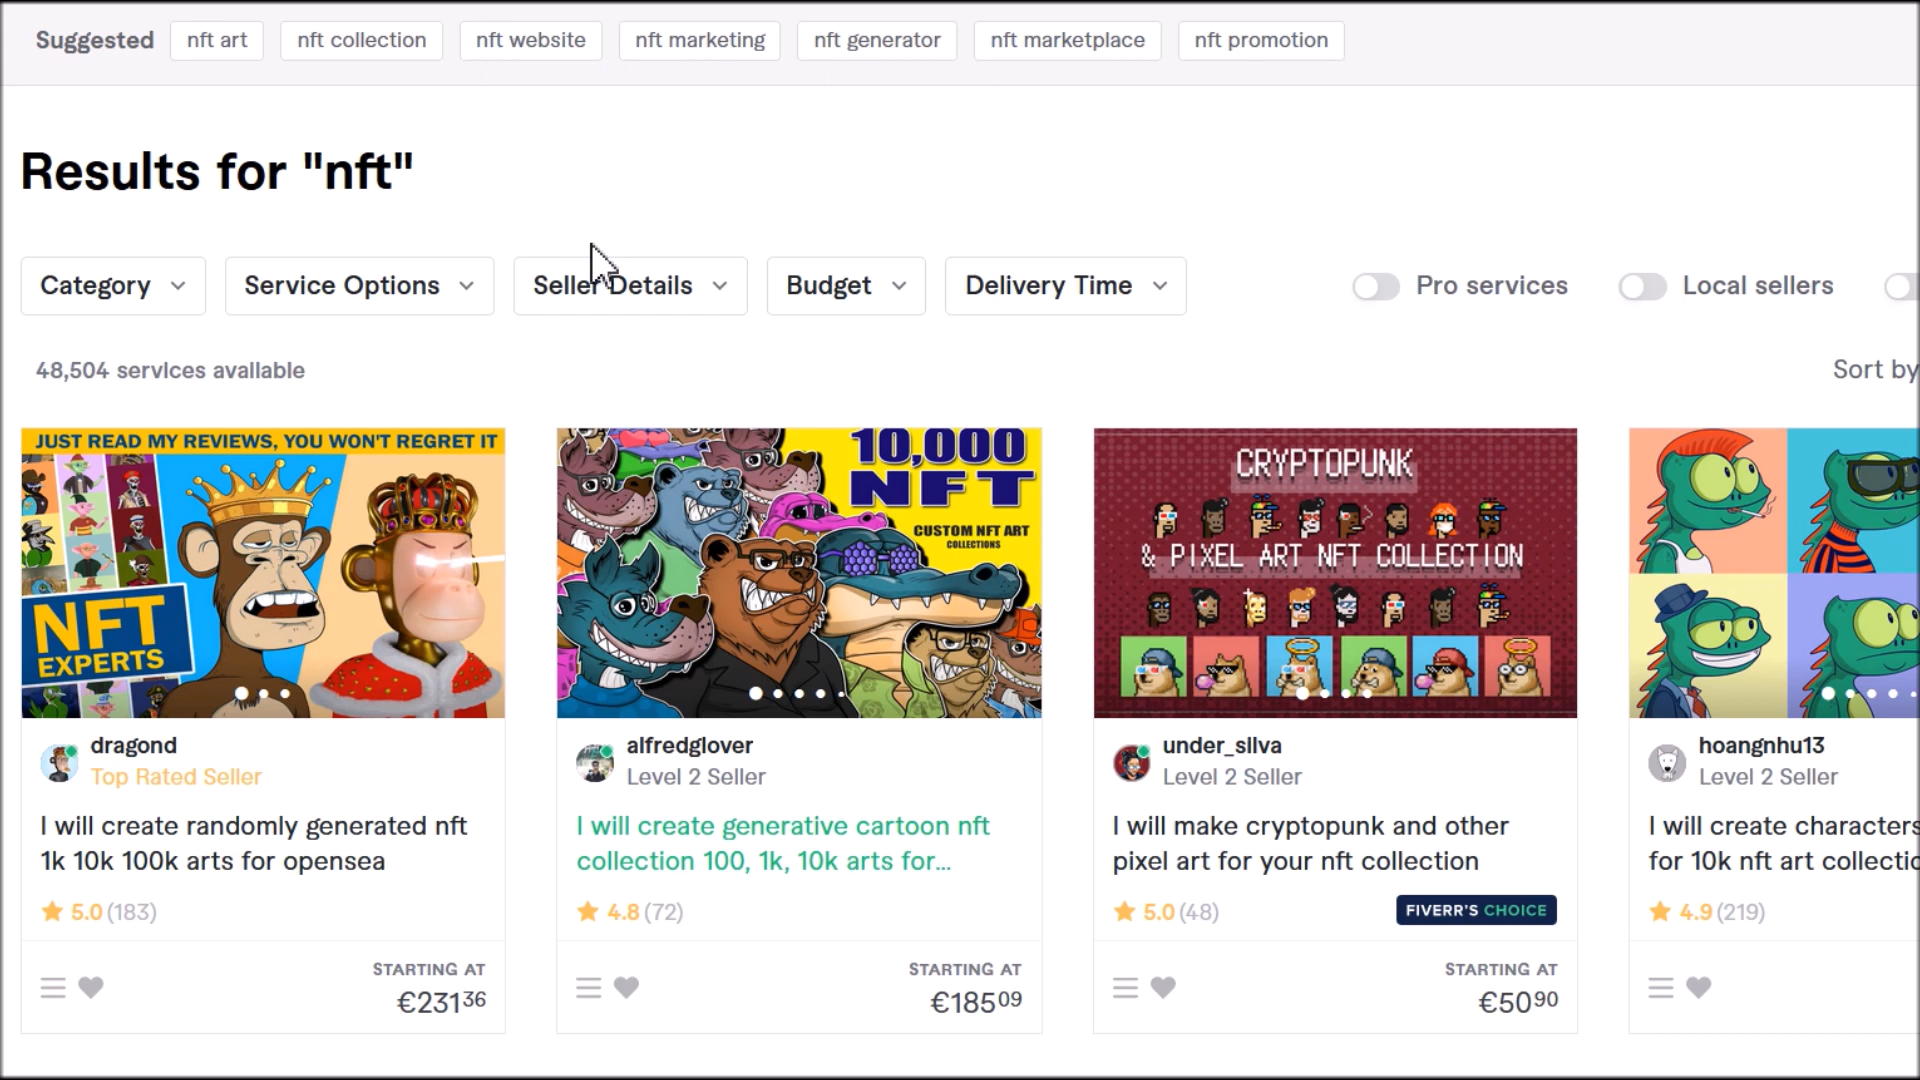 Suggested nft art nft collection nft website nft marketing nft generator nft marketplace nft promotion
Results for "nft"
Category Service Options Seller Details Budget Delivery Time Pro services Local sellers
48,504 services available Sort by
JUST READ MY REVIEWS, YOU WON'T REGRET IT
NFT
EXPERTS
dragond
Top Rated Seller
I will create randomly generated nft
1k 10k 100k arts for opensea
5.0 (183)
STARTING AT
€231³⁶
10,000
NFT
CUSTOM NFT ART
COLLECTIONS
alfredglover
Level 2 Seller
I will create generative cartoon nft
collection 100, 1k, 10k arts for...
4.8 (72)
STARTING AT
€185⁰⁹
CRYPTOPUNK
& PIXEL ART NFT COLLECTION
under_silva
Level 2 Seller
I will make cryptopunk and other
pixel art for your nft collection
5.0 (48)
FIVERR'S CHOICE
STARTING AT
€50⁹⁰
hoangnhu13
Level 2 Seller
I will create characters
for 10k nft art collectio
4.9 (219)